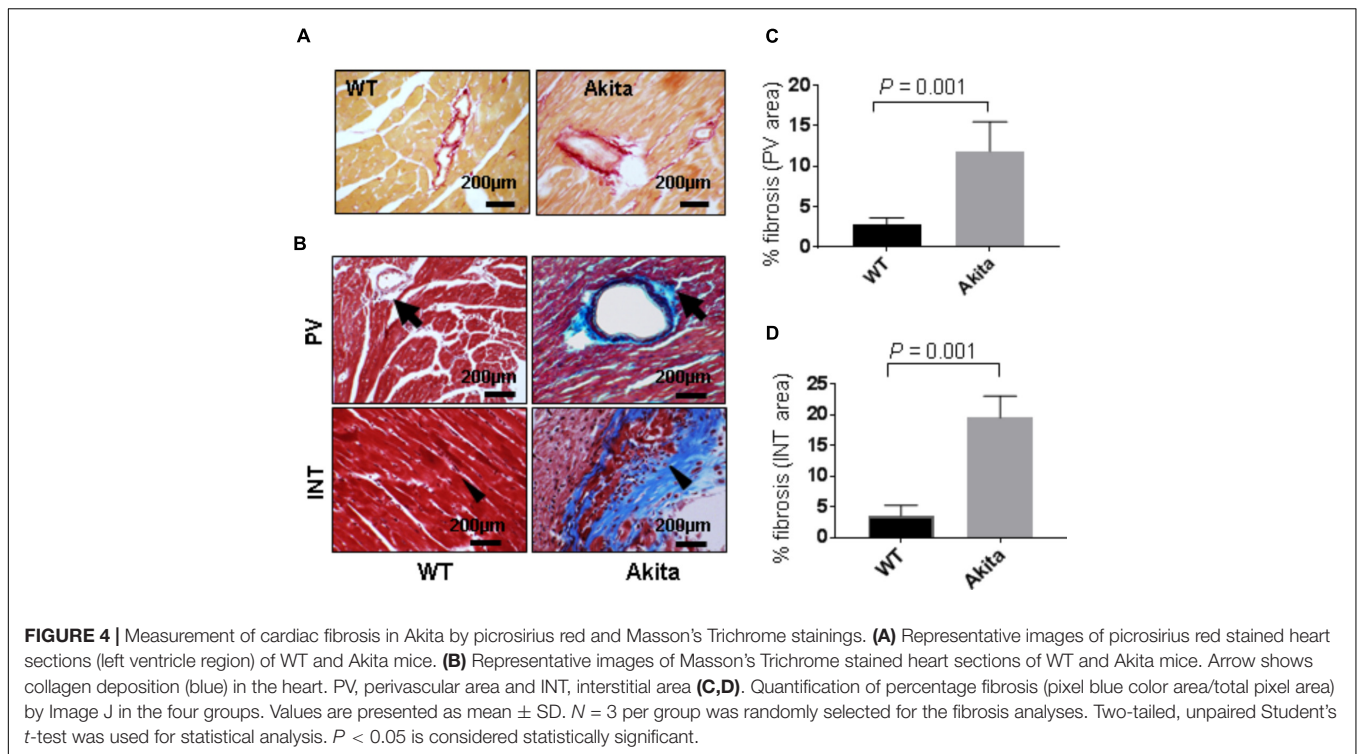 A
WT
200µm
Akita
200µm
B
PV
200µm
200µm
INT
200µm
200µm
WT
Akita
C
P = 0.001
% fibrosis (PV area)
20
15
10
5
0
WT
Akita
D
P = 0.001
% fibrosis (INT area)
25
20
15
10
5
0
WT
Akita
FIGURE 4 | Measurement of cardiac fibrosis in Akita by picrosirius red and Masson's Trichrome stainings. (A) Representative images of picrosirius red stained heart
sections (left ventricle region) of WT and Akita mice. (B) Representative images of Masson's Trichrome stained heart sections of WT and Akita mice. Arrow shows
collagen deposition (blue) in the heart. PV, perivascular area and INT, interstitial area (C,D). Quantification of percentage fibrosis (pixel blue color area/total pixel area)
by Image J in the four groups. Values are presented as mean ± SD. N = 3 per group was randomly selected for the fibrosis analyses. Two-tailed, unpaired Student's
t-test was used for statistical analysis. P < 0.05 is considered statistically significant.